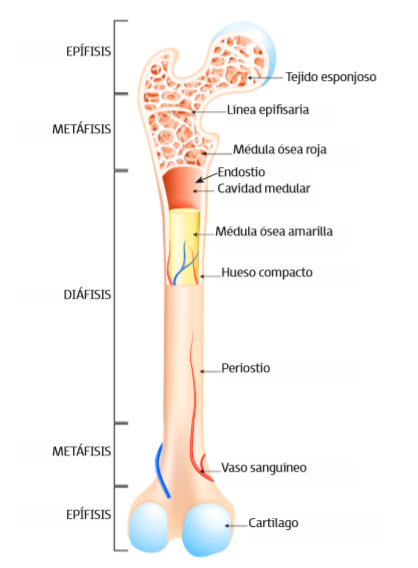 EPÍFISIS
Tejido esponjoso
Línea epifisaria
METÁFISIS
Médula ósea roja
Endostio
Cavidad medular
Médula ósea amarilla
Hueso compacto
DIÁFISIS
Periostio
METÁFISIS
Vaso sanguíneo
EPÍFISIS
Cartílago